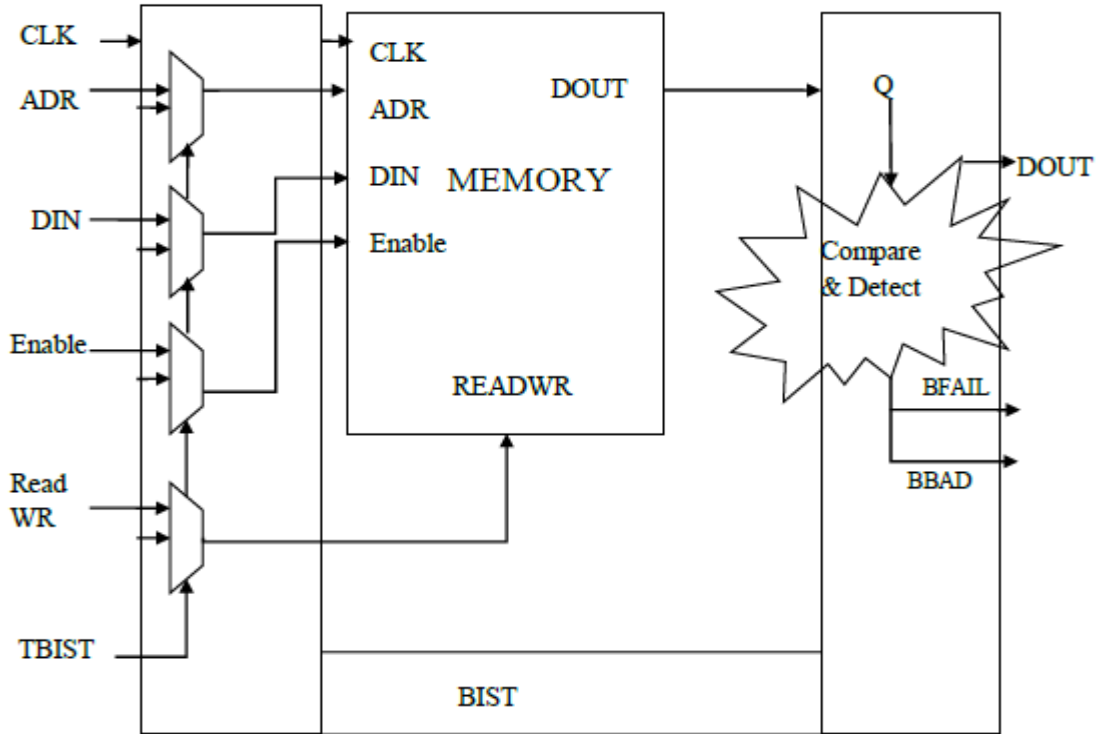 CLK
ADR
DIN
Enable
Read
WR
TBIST
CLK
ADR
DIN
Enable
DOUT
MEMORY
READWR
BIST
Q
Compare
& Detect
DOUT
BFAIL
BBAD